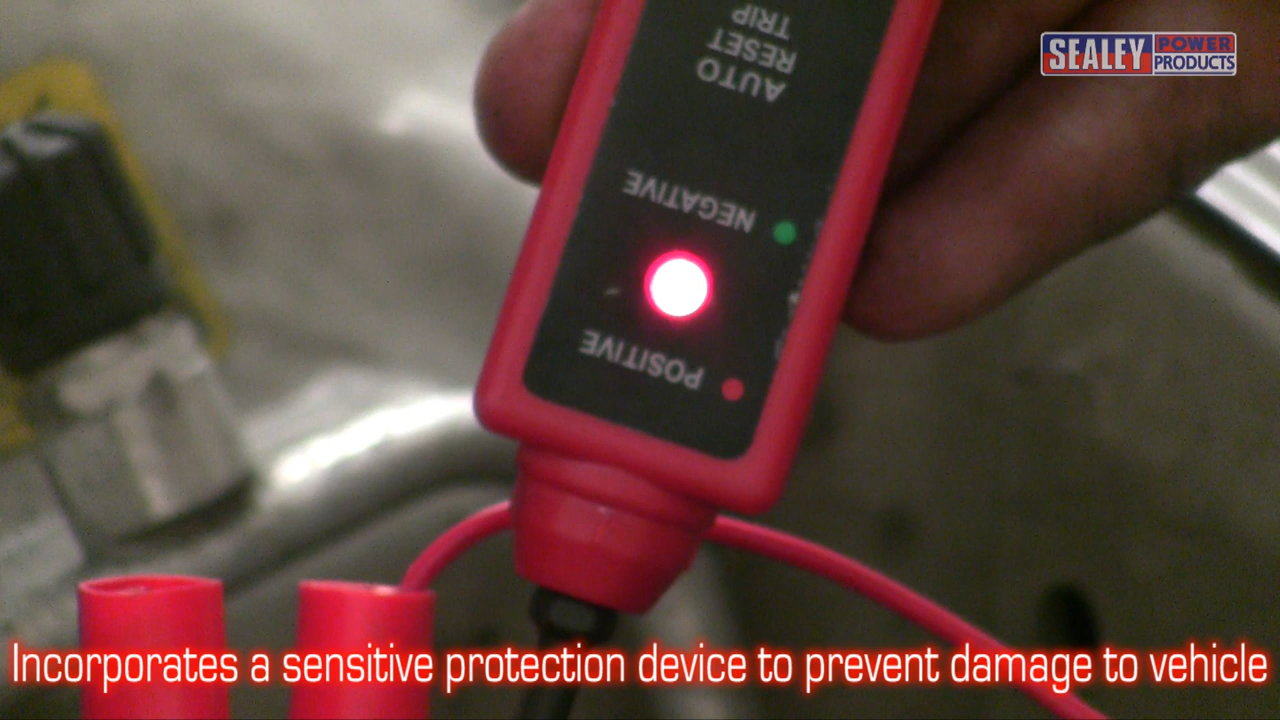 SEALEY POWER PRODUCTS
AUTO
RESET
TRIP
NEGATIVE
POSITIVE
Incorporates a sensitive protection device to prevent damage to vehicle